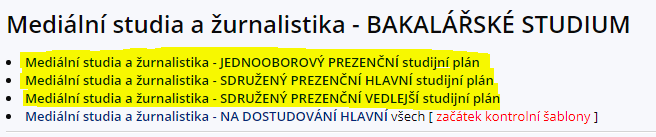 Mediální studia a žurnalistika - BAKALÁŘSKÉ STUDIUM
• Mediální studia a žurnalistika - JEDNOOBOROVÝ PREZENČNÍ studijní plán
• Mediální studia a žurnalistika - SDRUŽENÝ PREZENČNÍ HLAVNÍ studijní plán
• Mediální studia a žurnalistika - SDRUŽENÝ PREZENČNÍ VEDLEJŠÍ studijní plán
• Mediální studia a žurnalistika - NA DOSTUDOVÁNÍ HLAVNÍ všech [ začátek kontrolní šablony ]